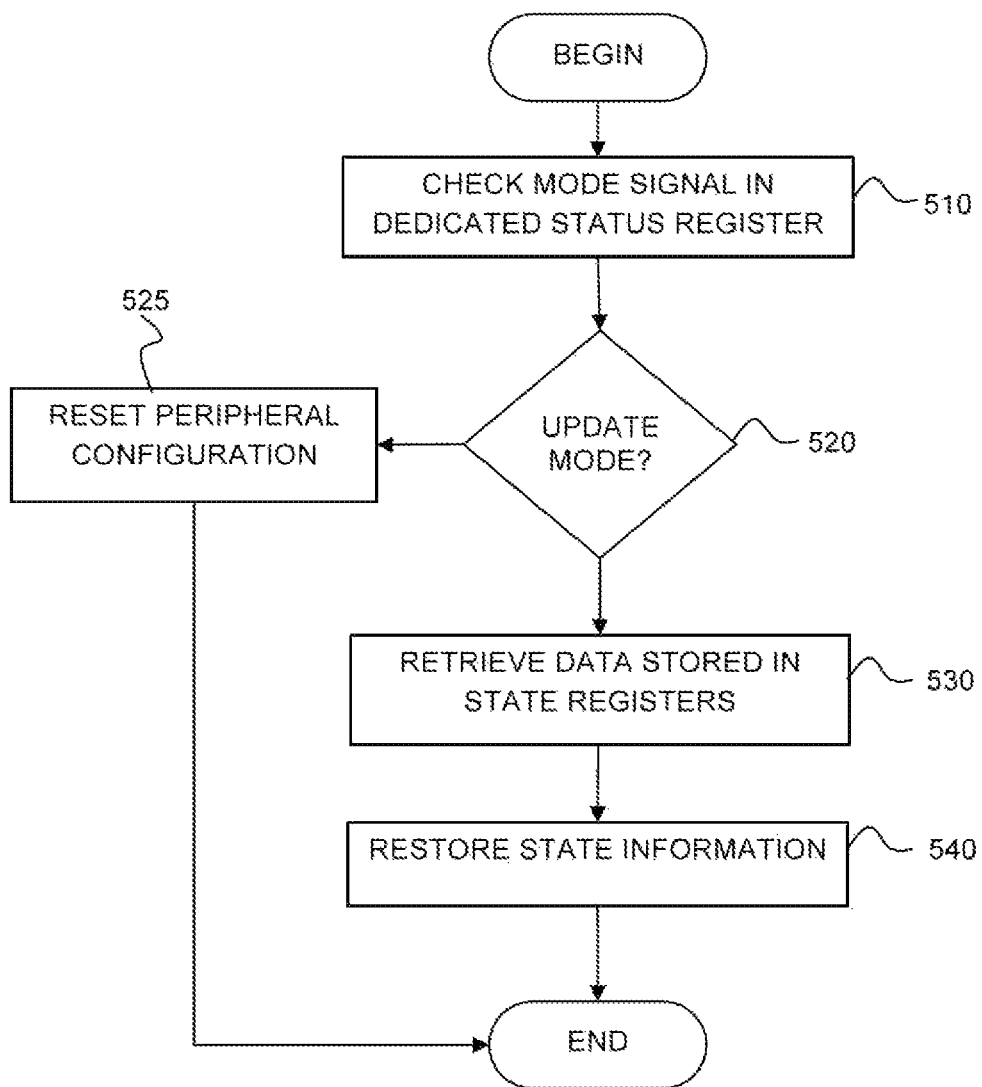 BEGIN
CHECK MODE SIGNAL IN
DEDICATED STATUS REGISTER
510
525
RESET PERIPHERAL
CONFIGURATION
UPDATE
MODE?
520
RETRIEVE DATA STORED IN
STATE REGISTERS
530
RESTORE STATE INFORMATION
540
END